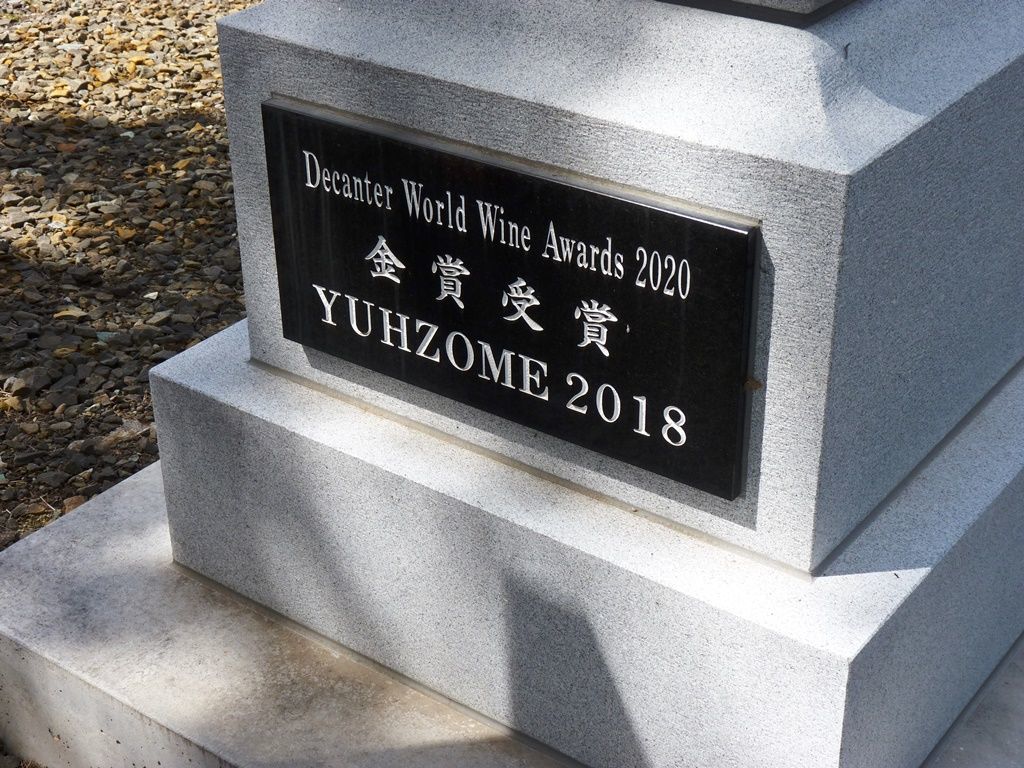 Decanter World Wine Awards 2020
金賞受賞
YUHZOME 2018